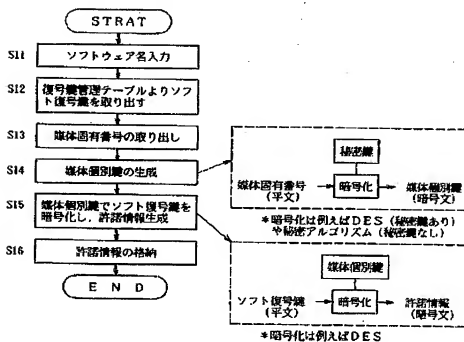 STRAT
S11
ソフトウェア名入力
S12
復号鍵管理テーブルよりソフ
ト復号鍵を取り出す
S13
媒体固有番号の取り出し
S14
媒体個別鍵の生成
S15
媒体個別鍵でソフト復号鍵を
暗号化し,許諾情報生成
S16
許諾情報の格納
END
秘密鍵
媒体固有番号
(平文)
暗号化
媒体個別鍵
(暗号文)
*暗号化は例えばDES(秘密鍵あり)
や秘密アルゴリズム(秘密鍵なし)
媒体個別鍵
ソフト復号鍵
(平文)
暗号化
許諾情報
(暗号文)
*暗号化は例えばDES